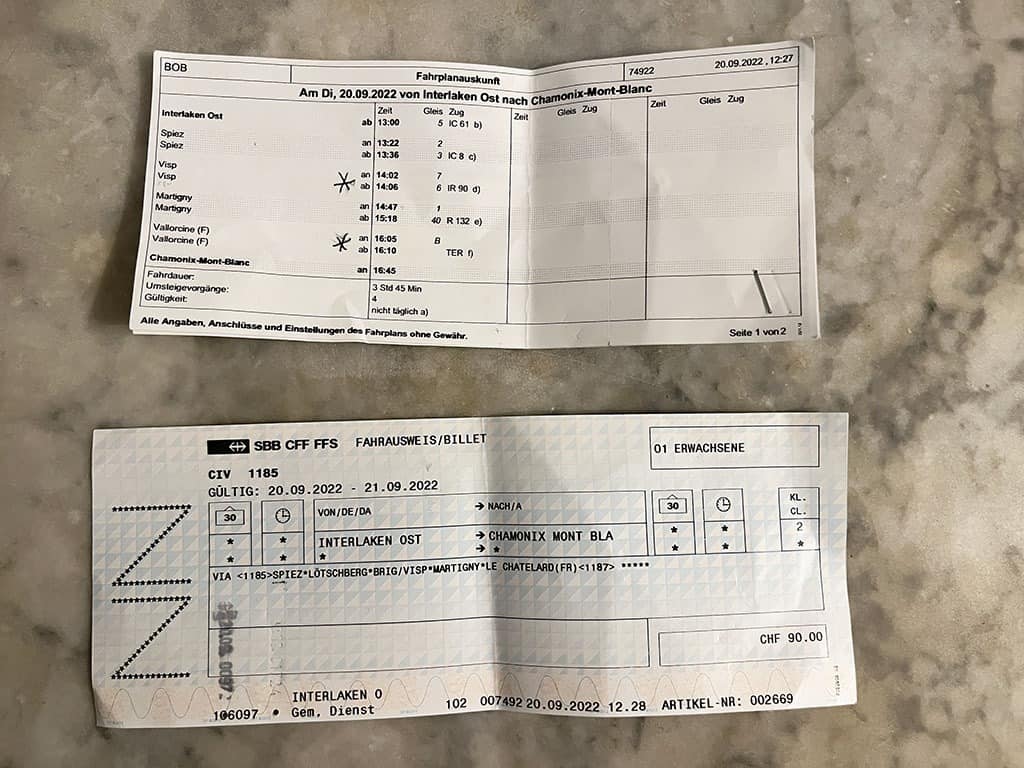 BOB Fahrplanauskunft 74922 20.09.2022, 12:27
Am Di, 20.09.2022 von Interlaken Ost nach Chamonix-Mont-Blanc
Zeit Gleis Zug Zeit Gleis Zug Zeit Gleis Zug
Interlaken Ost ab 13:00 5 IC 61 b)
Spiez an 13:22 2
Spiez ab 13:36 3 IC 8 c)
Visp an 14:02 7
Visp ab 14:06 6 IR 90 d)
Martigny an 14:47 1
Martigny ab 15:18 40 R 132 e)
Vallorcine (F) an 16:05 B
Vallorcine (F) ab 16:10 TER f)
Chamonix-Mont-Blanc an 16:45
Fahrdauer: 3 Std 45 Min
Umsteigevorgänge: 4
Gültigkeit: nicht täglich a)
Alle Angaben, Anschlüsse und Einstellungen des Fahrplans ohne Gewähr. Seite 1 von 2
SBB CFF FFS FAHRAUSWEIS/BILLET 01 ERWACHSENE
CIV 1185
GÜLTIG: 20.09.2022 - 21.09.2022
30 VON/DE/DA → NACH/A 30 KL. CL.
* * INTERLAKEN OST → CHAMONIX MONT BLA * * 2
* * * → * * * *
VIA <1185>SPIEZ*LÖTSCHBERG*BRIG/VISP*MARTIGNY*LE CHATELARD(FR)<1187> *****
CHF 90.00
INTERLAKEN O
106097 • Gem. Dienst 102 007492 20.09.2022 12.28 ARTIKEL-NR: 002669